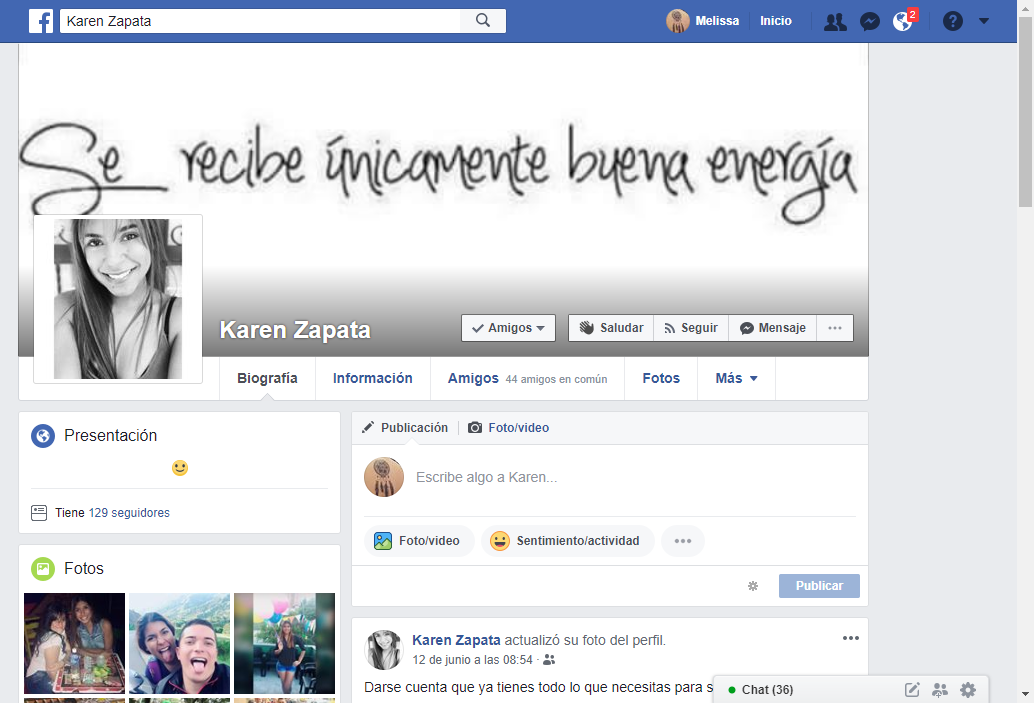 f
Karen Zapata
Melissa
Inicio
2
?
Se recibe únicamente buena energía
Karen Zapata
Amigos
Saludar
Seguir
Mensaje
Biografía
Información
Amigos 44 amigos en común
Fotos
Más
Presentación
Tiene 129 seguidores
Fotos
Publicación
Foto/video
Escribe algo a Karen...
Foto/video
Sentimiento/actividad
Publicar
Karen Zapata actualizó su foto del perfil.
12 de junio a las 08:54 ·
Darse cuenta que ya tienes todo lo que necesitas para s
Chat (36)